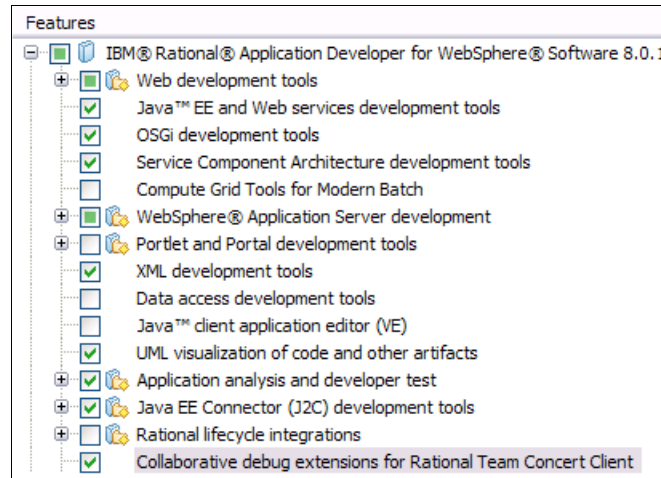 Features
IBM® Rational® Application Developer for WebSphere® Software 8.0.1
Web development tools
Java™ EE and Web services development tools
OSGi development tools
Service Component Architecture development tools
Compute Grid Tools for Modern Batch
WebSphere® Application Server development
Portlet and Portal development tools
XML development tools
Data access development tools
Java™ client application editor (VE)
UML visualization of code and other artifacts
Application analysis and developer test
Java EE Connector (J2C) development tools
Rational lifecycle integrations
Collaborative debug extensions for Rational Team Concert Client